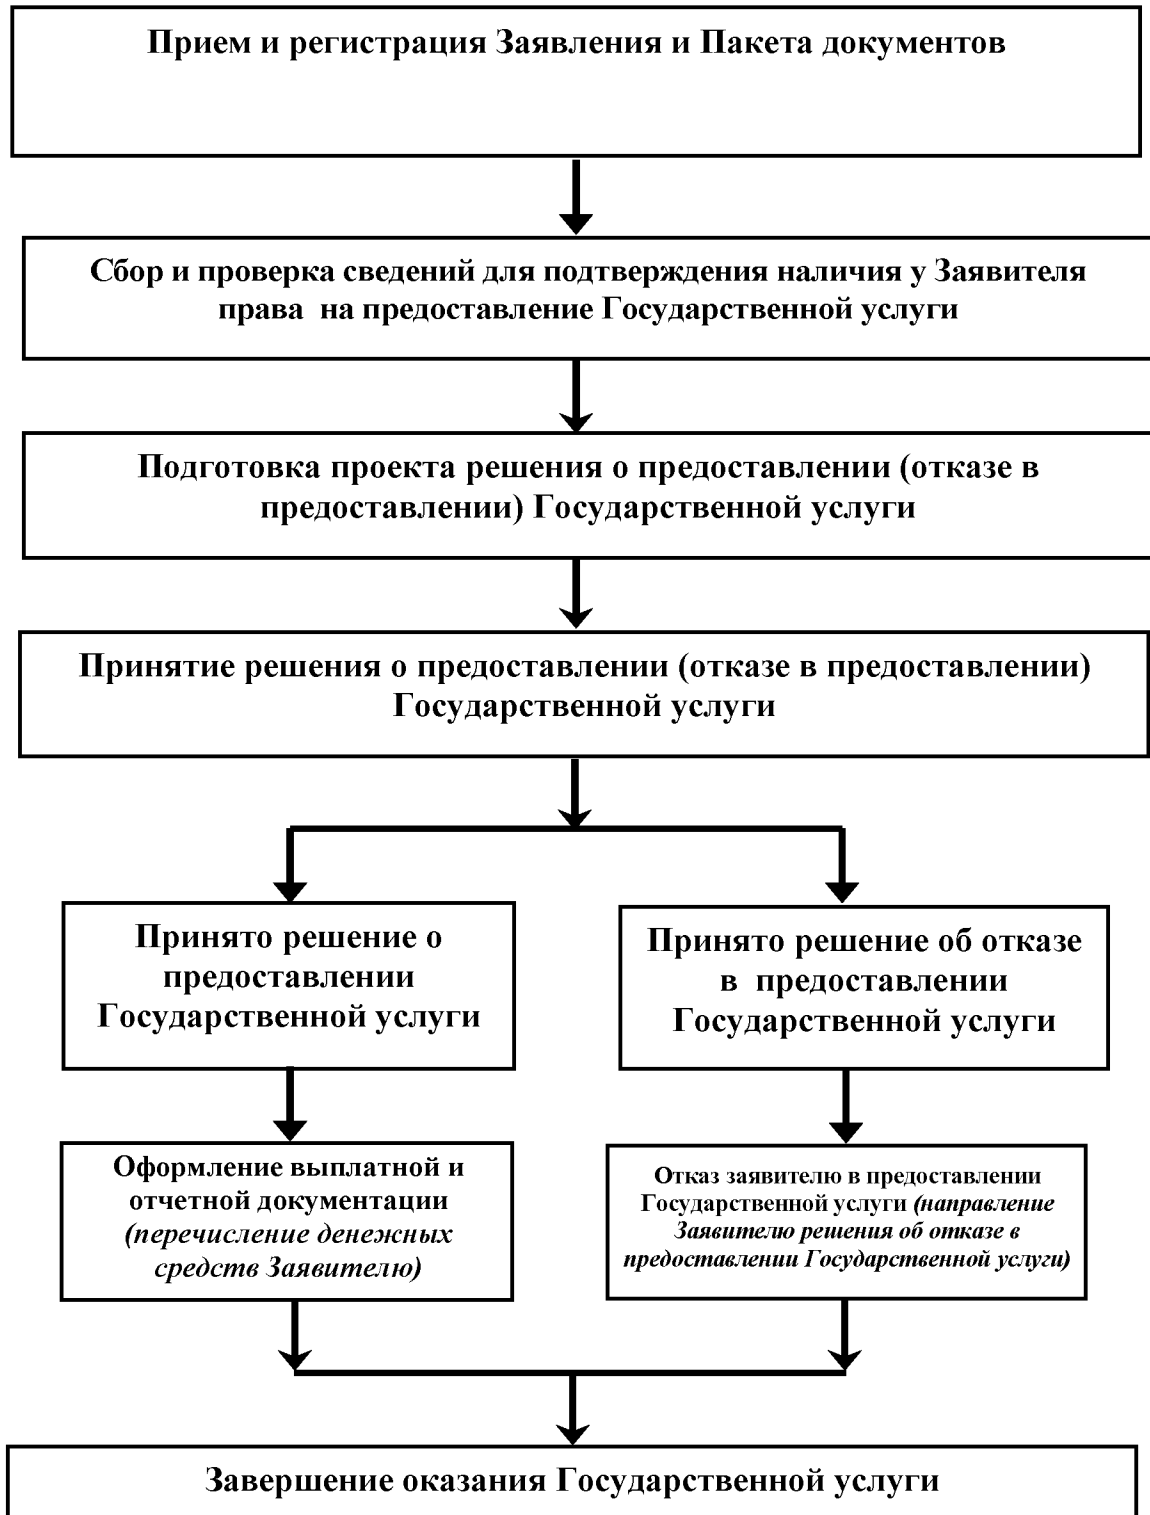 Прием и регистрация Заявления и Пакета документов
Сбор и проверка сведений для подтверждения наличия у Заявителя
права на предоставление Государственной услуги
Подготовка проекта решения о предоставлении (отказе в
предоставлении) Государственной услуги
Принятие решения о предоставлении (отказе в предоставлении)
Государственной услуги
Принято решение о
предоставлении
Государственной услуги
Принято решение об отказе
в предоставлении
Государственной услуги
Оформление выплатной и
отчетной документации
(перечисление денежных
средств Заявителю)
Отказ заявителю в предоставлении
Государственной услуги (направление
Заявителю решения об отказе в
предоставлении Государственной услуги)
Завершение оказания Государственной услуги